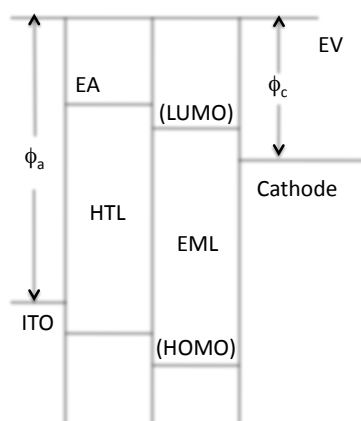 EV
EA
(LUMO)
ϕc
ϕa
Cathode
HTL
EML
ITO
(HOMO)